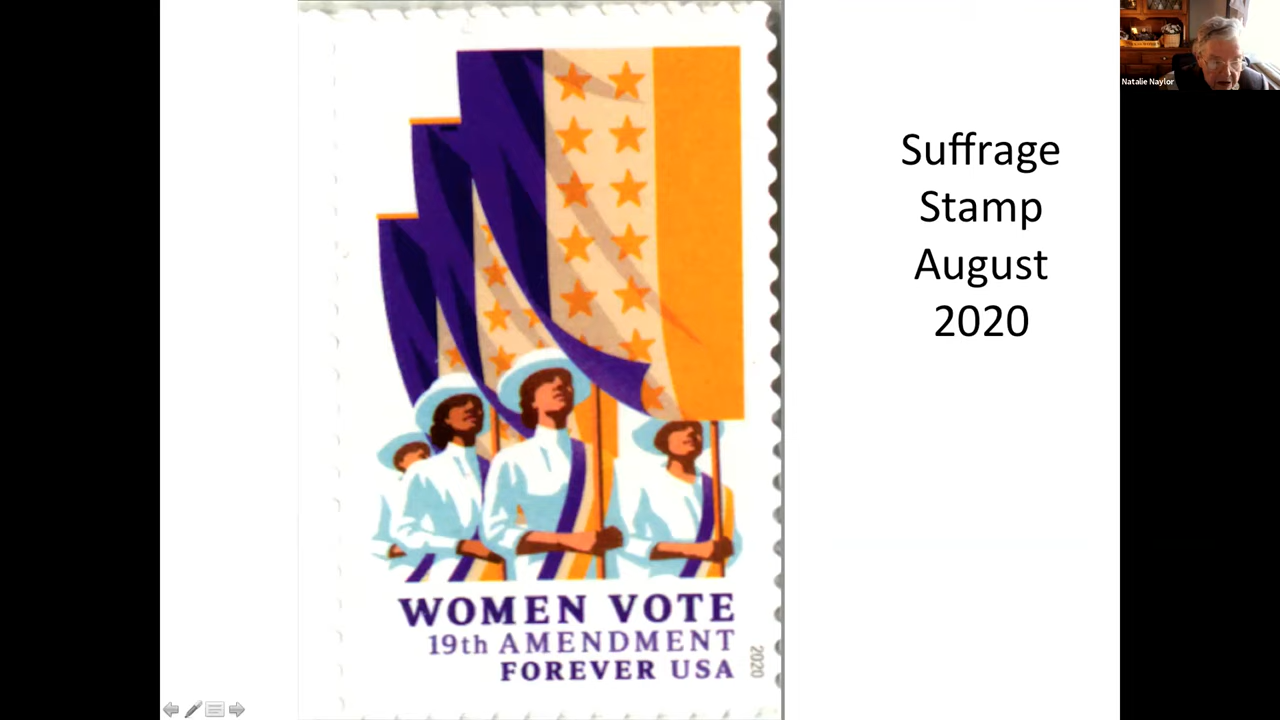 WOMEN VOTE
19th AMENDMENT
FOREVER USA
2020
Suffrage
Stamp
August
2020
Natalie Naylor